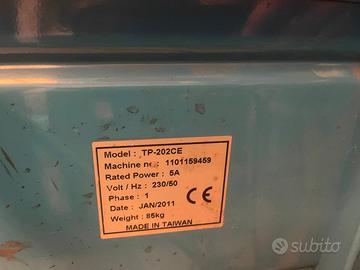 Model : TP-202CE
Machine no.: 1101159459
Rated Power : 5A
Volt / Hz : 230/50
Phase : 1
Date : JAN/2011
Weight : 85kg
CE
MADE IN TAIWAN
subito